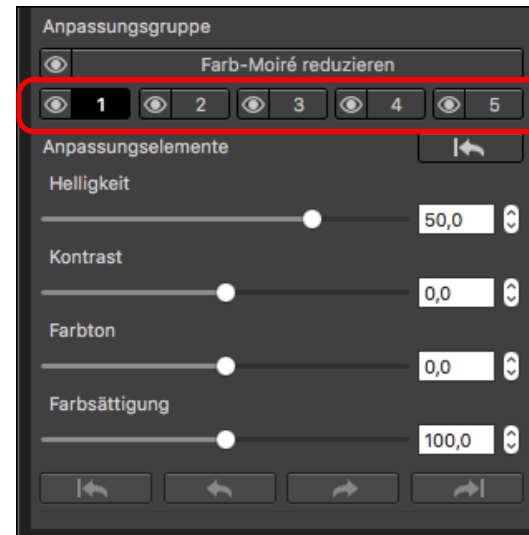 Anpassungsgruppe
Farb-Moiré reduzieren
1 2 3 4 5
Anpassungselemente
Helligkeit
50,0
Kontrast
0,0
Farbton
0,0
Farbsättigung
100,0